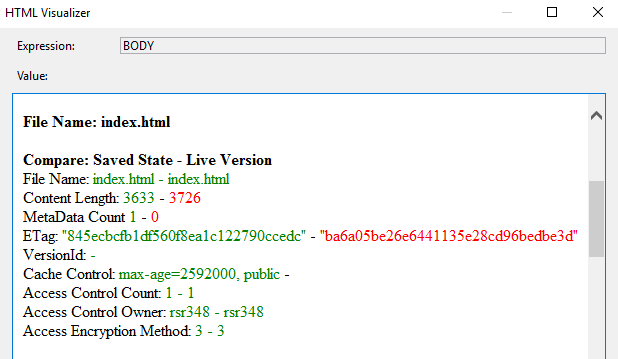 HTML Visualizer
Expression:
BODY
Value:
File Name: index.html
Compare: Saved State - Live Version
File Name: index.html - index.html
Content Length: 3633 - 3726
MetaData Count 1 - 0
ETag: "845ecbcfb1df560f8ea1c122790ccedc" - "ba6a05be26e6441135e28cd96bedbe3d"
VersionId: -
Cache Control: max-age=2592000, public -
Access Control Count: 1 - 1
Access Control Owner: rsr348 - rsr348
Access Encryption Method: 3 - 3